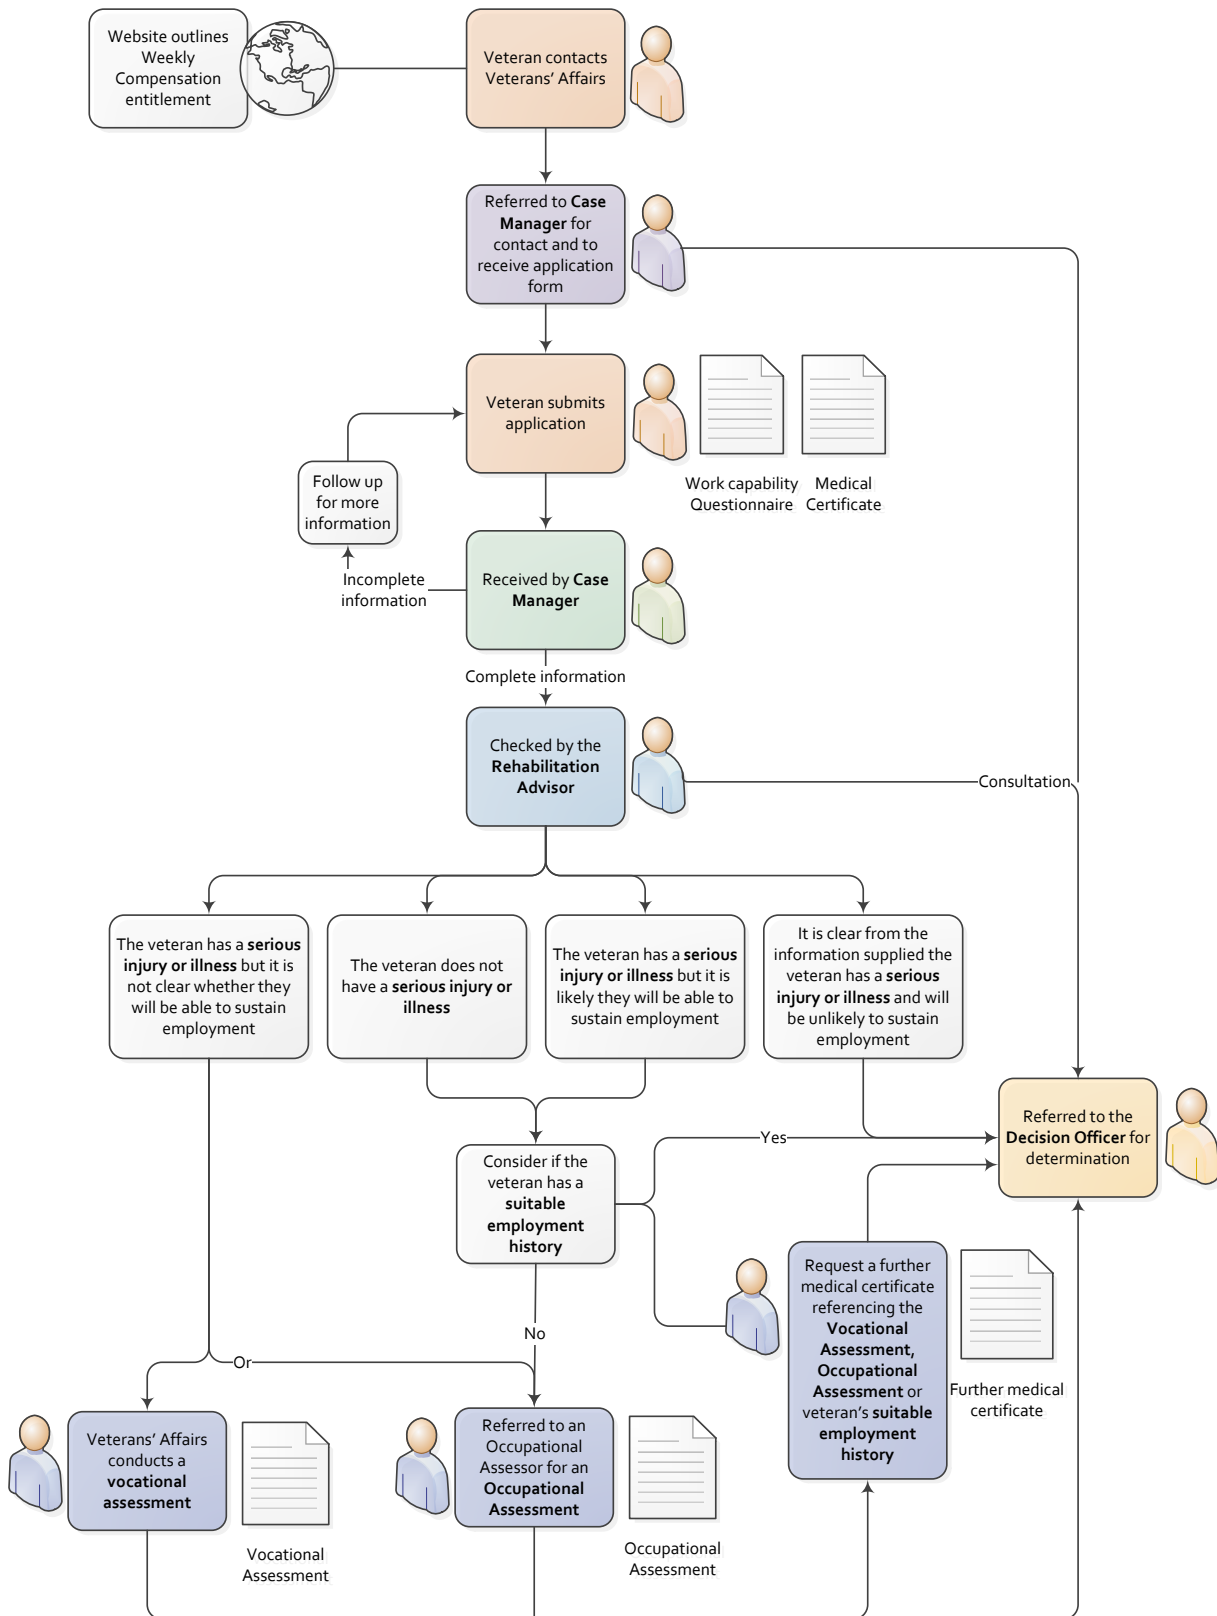 Website outlines
Weekly
Compensation
entitlement
Veteran contacts
Veterans’ Affairs
Referred to Case
Manager for
contact and to
receive application
form
Veteran submits
application
Work capability
Questionnaire
Medical
Certificate
Follow up
for more
information
Incomplete
information
Received by Case
Manager
Complete information
Checked by the
Rehabilitation
Advisor
Consultation
The veteran has a serious
injury or illness but it is
not clear whether they
will be able to sustain
employment
The veteran does not
have a serious injury or
illness
The veteran has a serious
injury or illness but it is
likely they will be able to
sustain employment
It is clear from the
information supplied the
veteran has a serious
injury or illness and will
be unlikely to sustain
employment
Referred to the
Decision Officer for
determination
Yes
Consider if the
veteran has a
suitable
employment
history
No
Or
Request a further
medical certificate
referencing the
Vocational
Assessment,
Occupational
Assessment or
veteran’s suitable
employment
history
Further medical
certificate
Veterans’ Affairs
conducts a
vocational
assessment
Vocational
Assessment
Referred to an
Occupational
Assessor for an
Occupational
Assessment
Occupational
Assessment